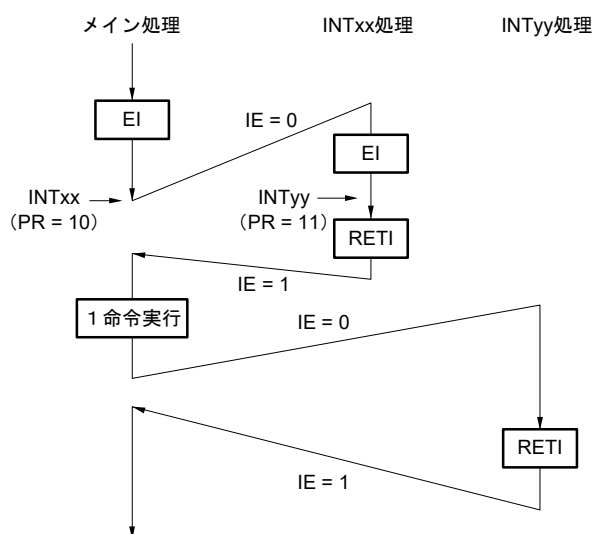 メイン処理
INTxx処理
INTyy処理
EI
IE = 0
EI
INTxx
(PR = 10)
INTyy
(PR = 11)
RETI
IE = 1
１命令実行
IE = 0
RETI
IE = 1